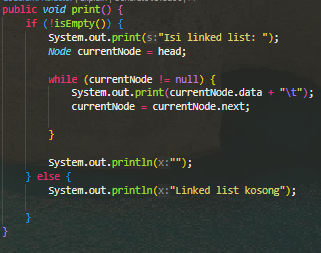 public void print() {
if (!isEmpty()) {
System.out.print(s:"Isi linked list: ");
Node currentNode = head;
while (currentNode != null) {
System.out.print(currentNode.data + "\t");
currentNode = currentNode.next;
}
System.out.println(x:"");
} else {
System.out.println(x:"Linked list kosong");
}
}